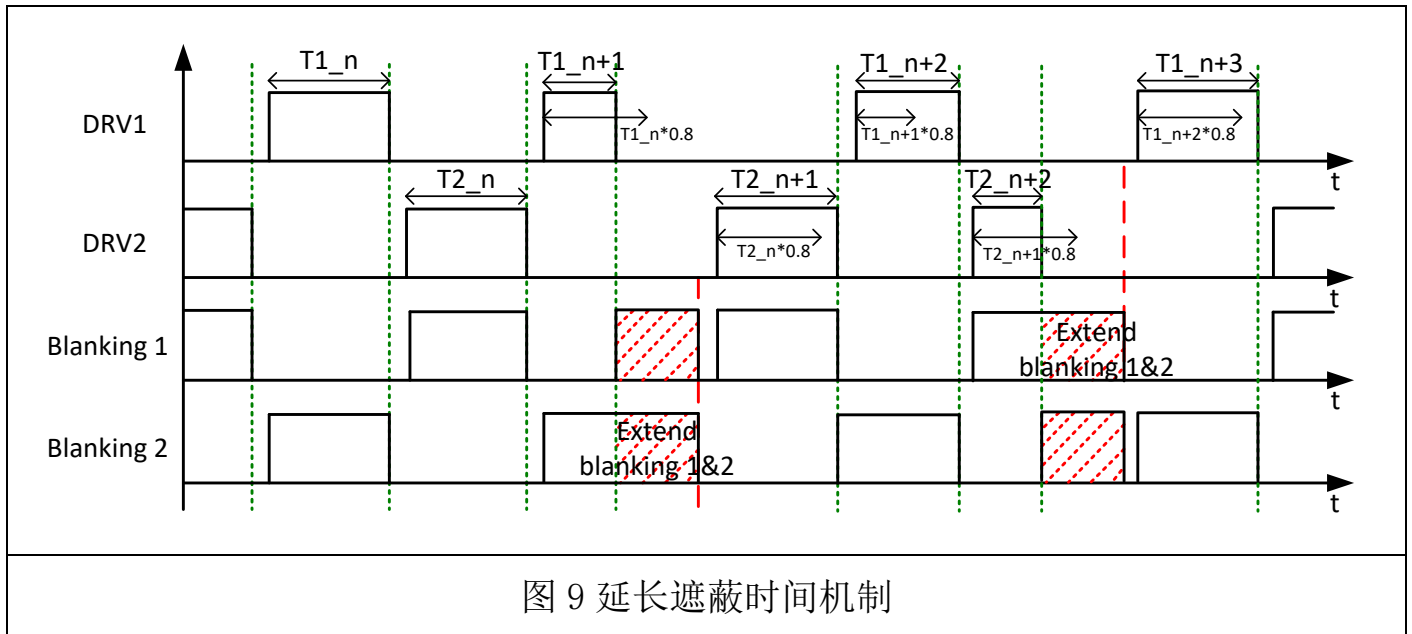 T1_n
T1_n+1
T1_n+2
T1_n+3
DRV1
T1_n*0.8
T1_n+1*0.8
T1_n+2*0.8
t
T2_n
T2_n+1
T2_n+2
DRV2
T2_n*0.8
T2_n+1*0.8
t
Blanking 1
Extend
blanking 1&2
t
Blanking 2
Extend
blanking 1&2
t
图 9 延长遮蔽时间机制